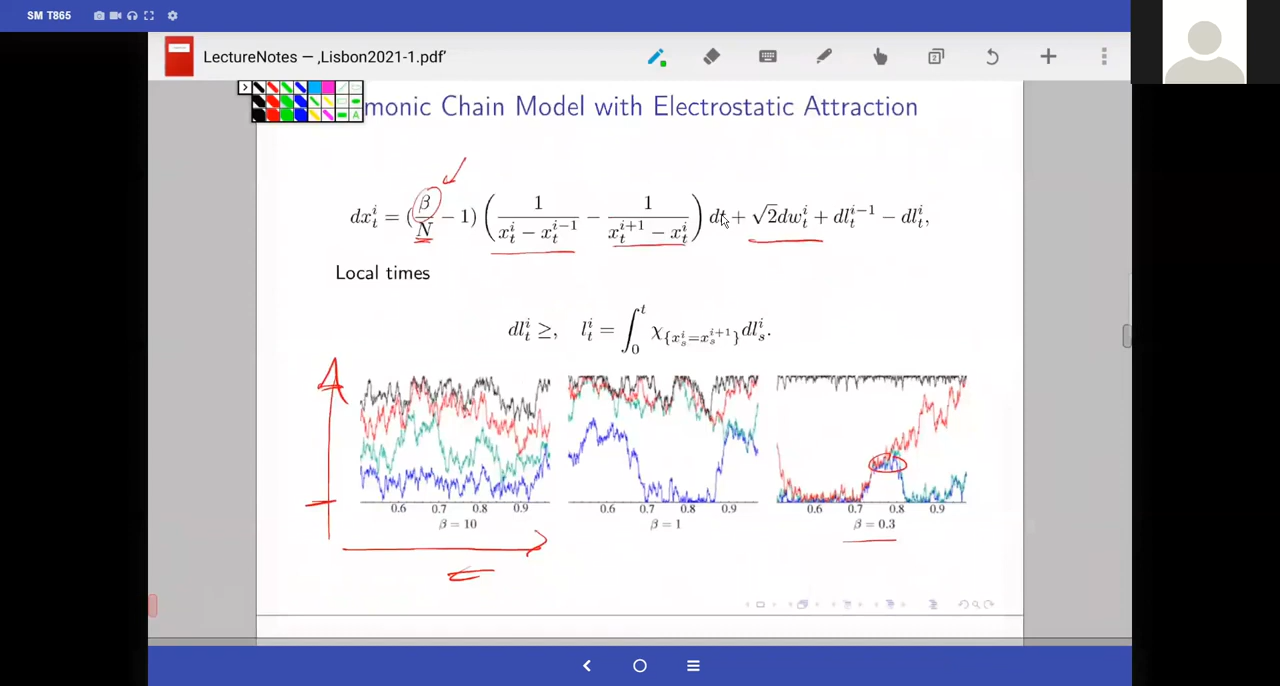 SM T865
LectureNotes — ‚Lisbon2021-1.pdf'
monic Chain Model with Electrostatic Attraction
dx_t^i = (β/N − 1) (1/(x_t^i − x_t^{i−1}) − 1/(x_t^{i+1} − x_t^i)) dt + √2dw_t^i + dl_t^{i−1} − dl_t^i,
Local times
dl_t^i ≥, l_t^i = ∫_0^t χ_{{x_s^i=x_s^{i+1}}} dl_s^i.
0.6 0.7 0.8 0.9
β = 10
0.6 0.7 0.8 0.9
β = 1
0.6 0.7 0.8 0.9
β = 0.3